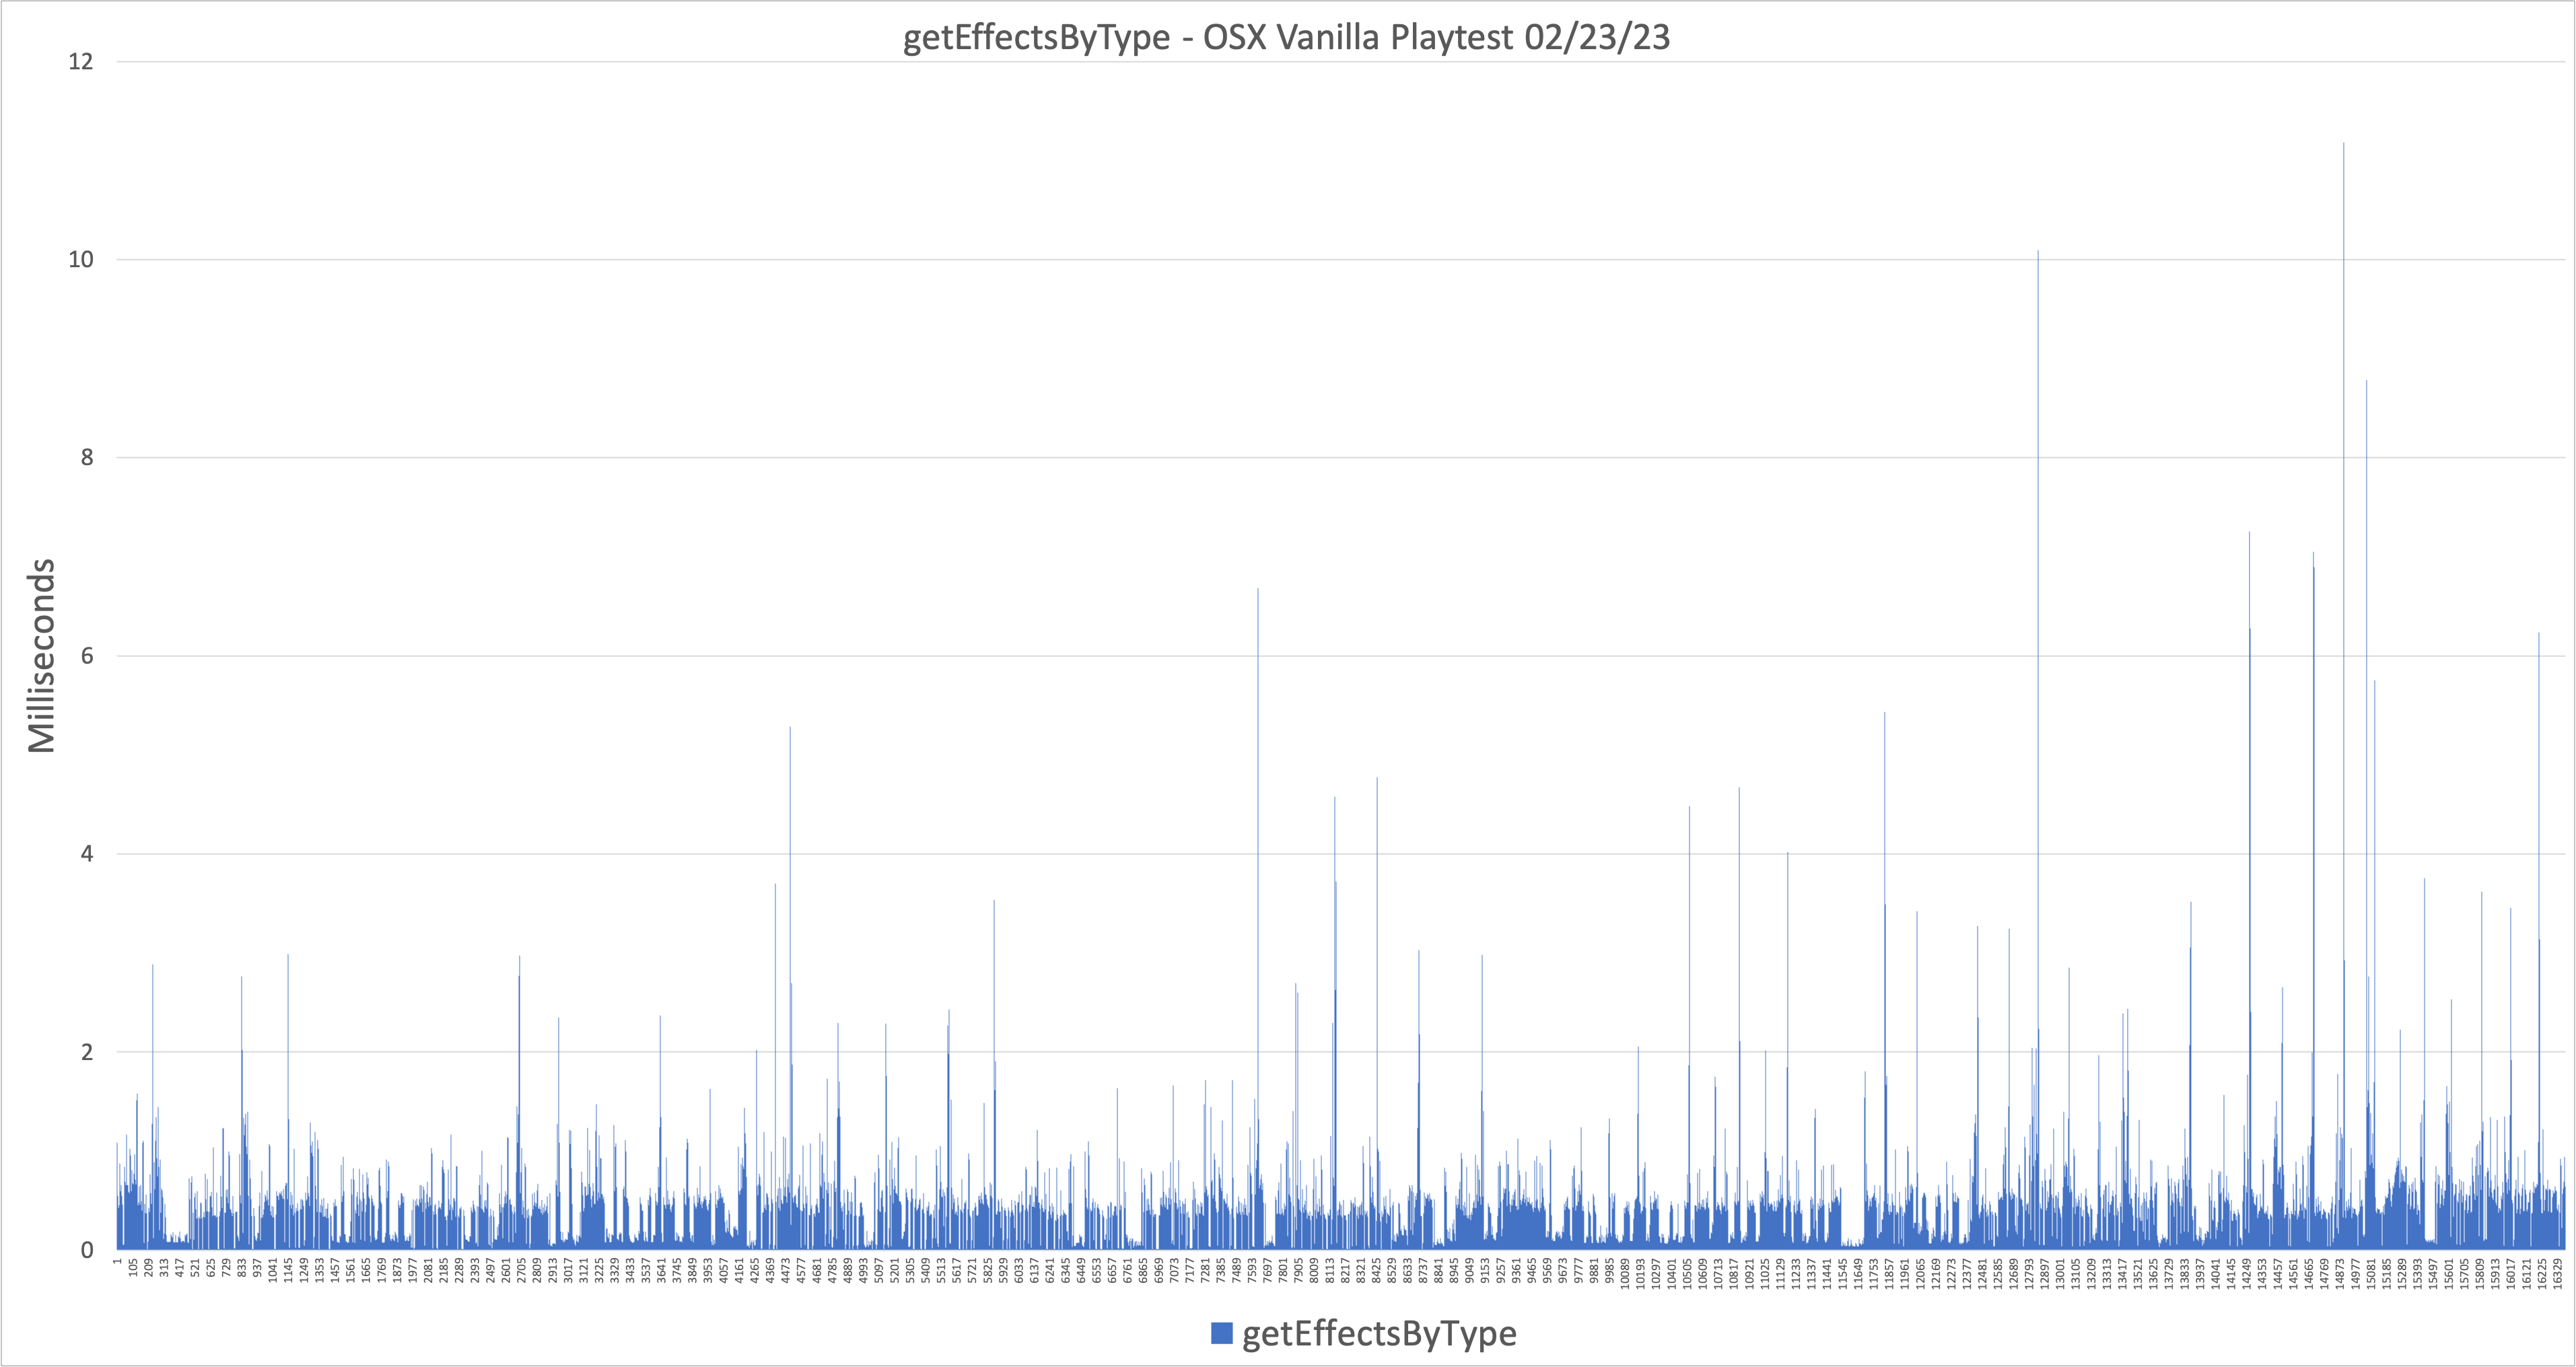 getEffectsByType - OSX Vanilla Playtest 02/23/23
12
10
8
6
4
2
0
Milliseconds
1 105 209 313 417 521 625 729 833 937 1041 1145 1249 1353 1457 1561 1665 1769 1873 1977 2081 2185 2289 2393 2497 2601 2705 2809 2913 3017 3121 3225 3329 3433 3537 3641 3745 3849 3953 4057 4161 4265 4369 4473 4577 4681 4785 4889 4993 5097 5201 5305 5409 5513 5617 5721 5825 5929 6033 6137 6241 6345 6449 6553 6657 6761 6865 6969 7073 7177 7281 7385 7489 7593 7697 7801 7905 8009 8113 8217 8321 8425 8529 8633 8737 8841 8945 9049 9153 9257 9361 9465 9569 9673 9777 9881 9985 10089 10193 10297 10401 10505 10609 10713 10817 10921 11025 11129 11233 11337 11441 11545 11649 11753 11857 11961 12065 12169 12273 12377 12481 12585 12689 12793 12897 13001 13105 13209 13313 13417 13521 13625 13729 13833 13937 14041 14145 14249 14353 14457 14561 14665 14769 14873 14977 15081 15185 15289 15393 15497 15601 15705 15809 15913 16017 16121 16225 16329
getEffectsByType